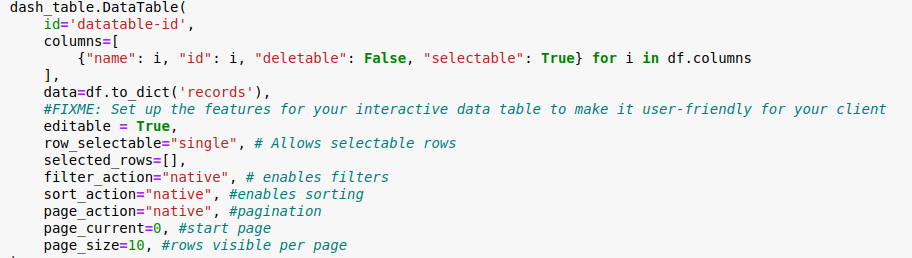 dash_table.DataTable(
    id='datatable-id',
    columns=[
        {"name": i, "id": i, "deletable": False, "selectable": True} for i in df.columns
    ],
    data=df.to_dict('records'),
    #FIXME: Set up the features for your interactive data table to make it user-friendly for your client
    editable = True,
    row_selectable="single", # Allows selectable rows
    selected_rows=[],
    filter_action="native", # enables filters
    sort_action="native", #enables sorting
    page_action="native", #pagination
    page_current=0, #start page
    page_size=10, #rows visible per page